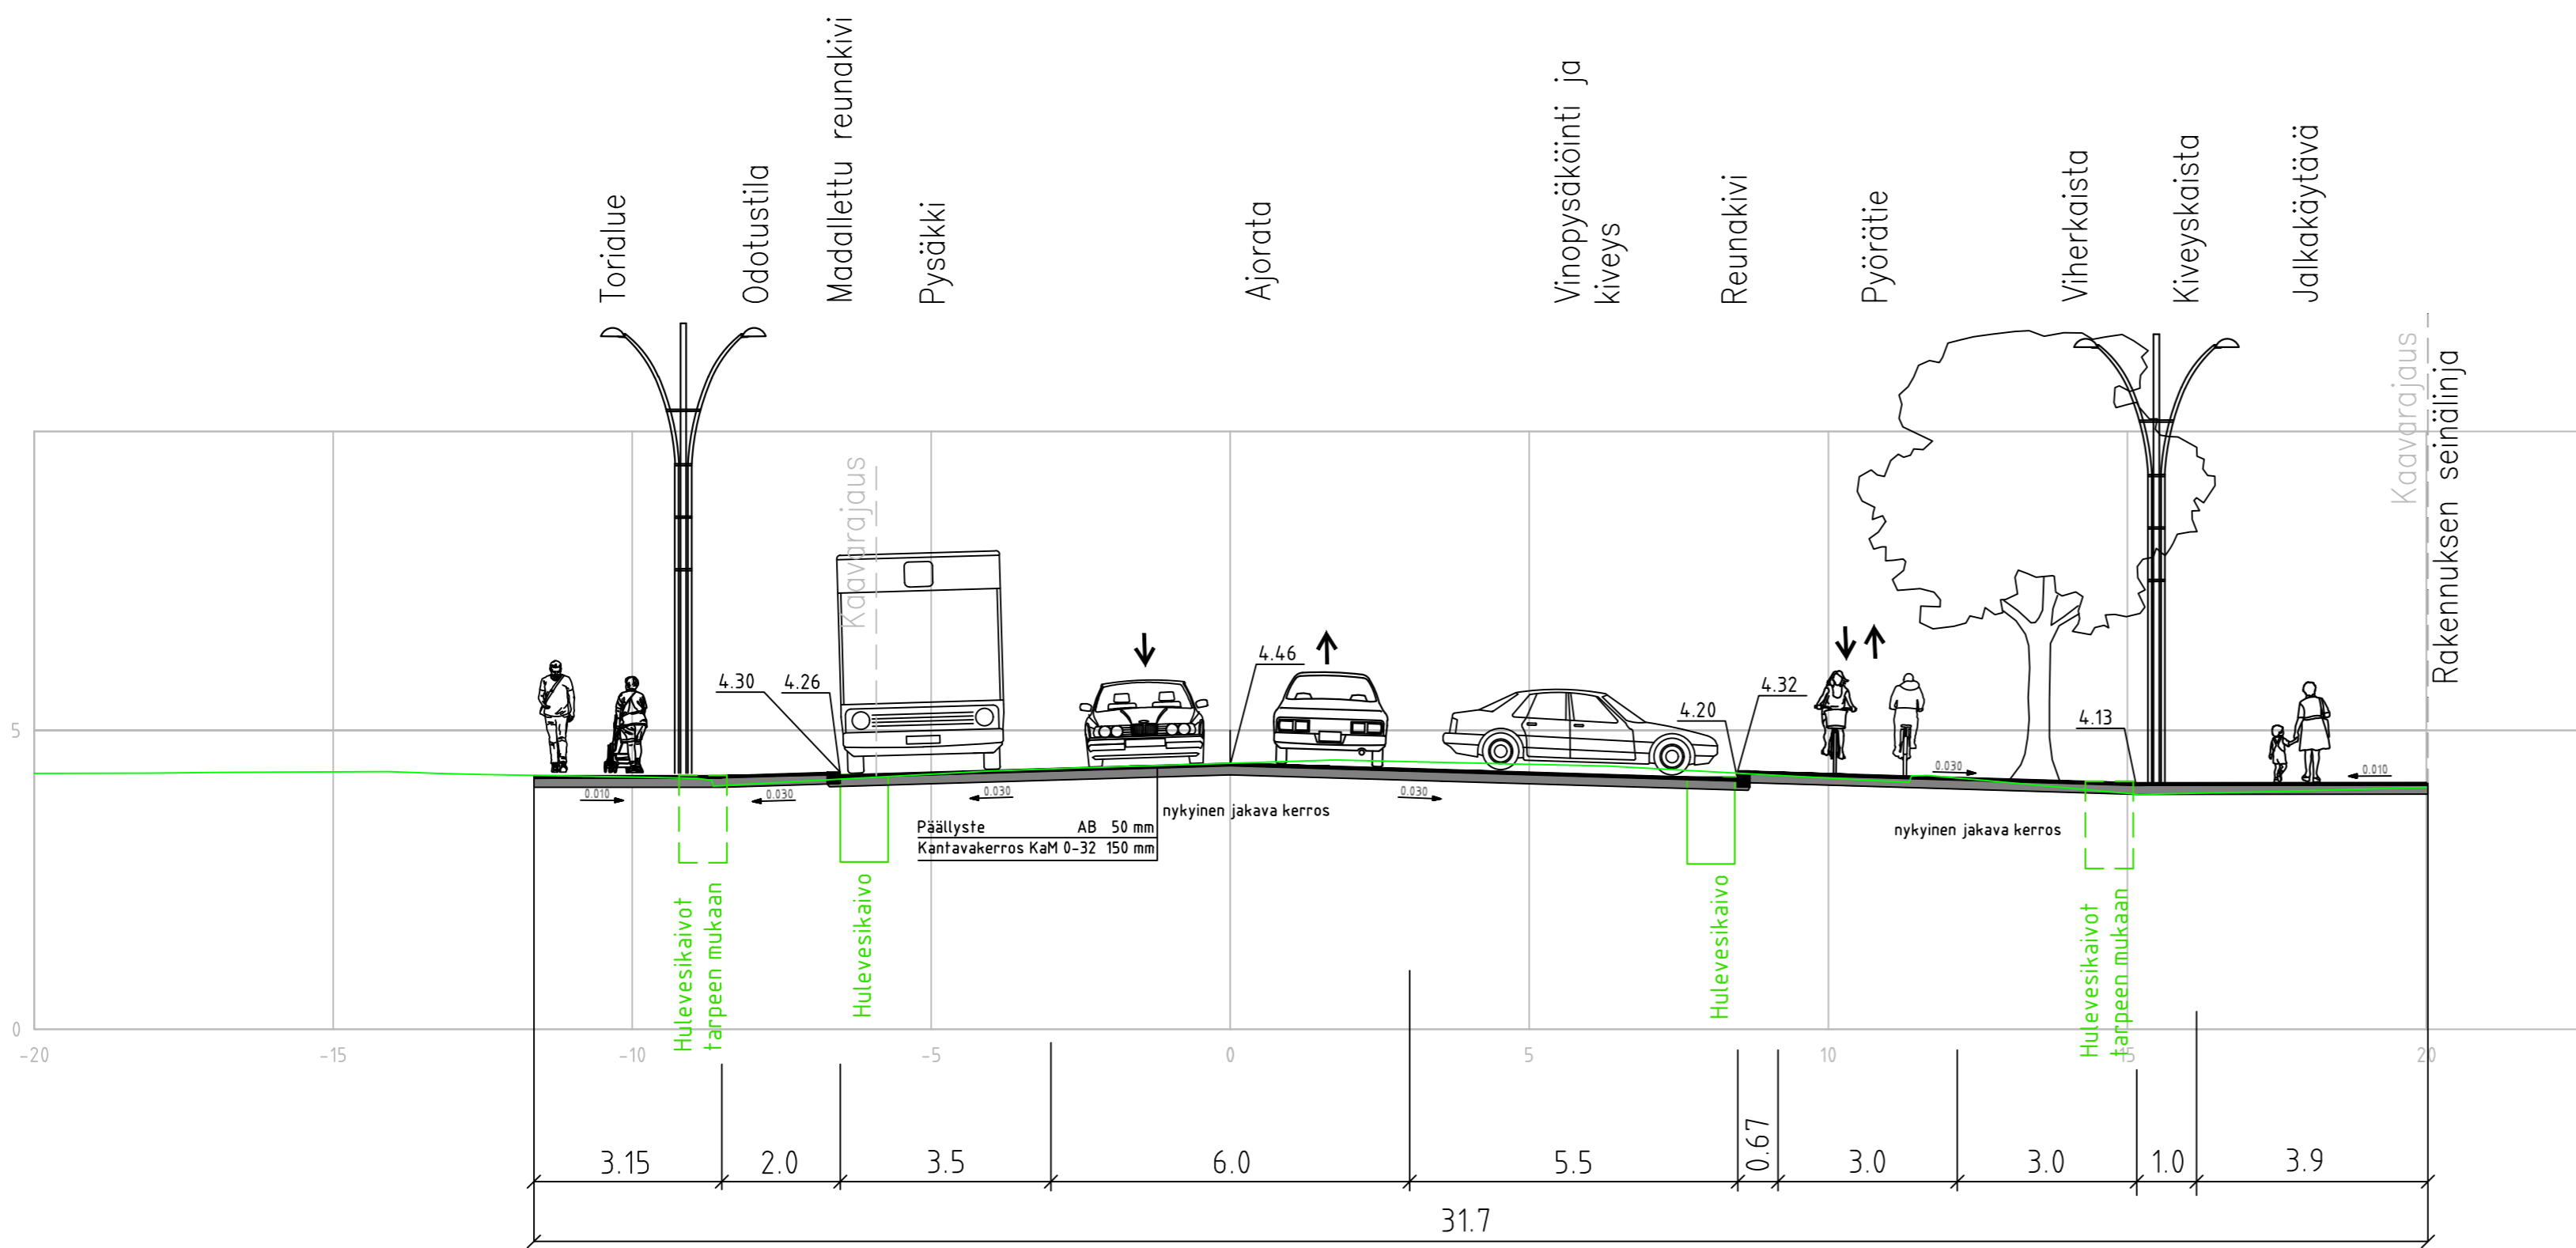 Torialue
Odotustila
Madallettu reunakivi
Pysäkki
Ajorata
Vinopysäköinti ja
kiveys
Reunakivi
Pyörätie
Viherkaista
Kiveyskaista
Jalkakäytävä
Kaavarajaus
Rakennuksen seinälinja
Kaavarajaus
4.30
4.26
4.46
4.20
4.32
4.13
5
0.010
0.030
0.030
0.030
0.030
0.010
nykyinen jakava kerros
Päällyste AB 50 mm
Kantavakerros KaM 0-32 150 mm
nykyinen jakava kerros
Hulevesikaivot
tarpeen mukaan
Hulevesikaivo
Hulevesikaivo
Hulevesikaivot
tarpeen mukaan
0
-20 -15 -10 -5 0 5 10 15 20
3.15 2.0 3.5 6.0 5.5 0.67 3.0 3.0 1.0 3.9
31.7